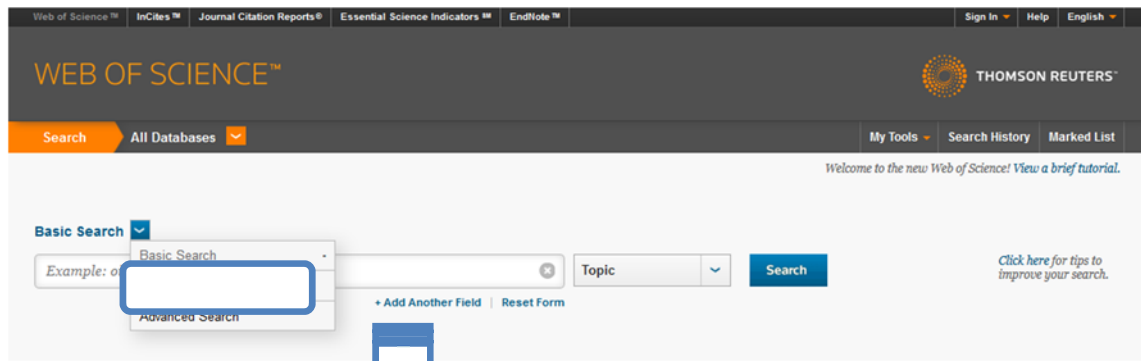 Web of Science™ InCites™ Journal Citation Reports® Essential Science Indicators℠ EndNote™ Sign In Help English
WEB OF SCIENCE™
THOMSON REUTERS™
Search All Databases My Tools Search History Marked List
Welcome to the new Web of Science! View a brief tutorial.
Basic Search
Basic Search
Example: Topic Search
Click here for tips to
improve your search.
+ Add Another Field | Reset Form
Advanced Search